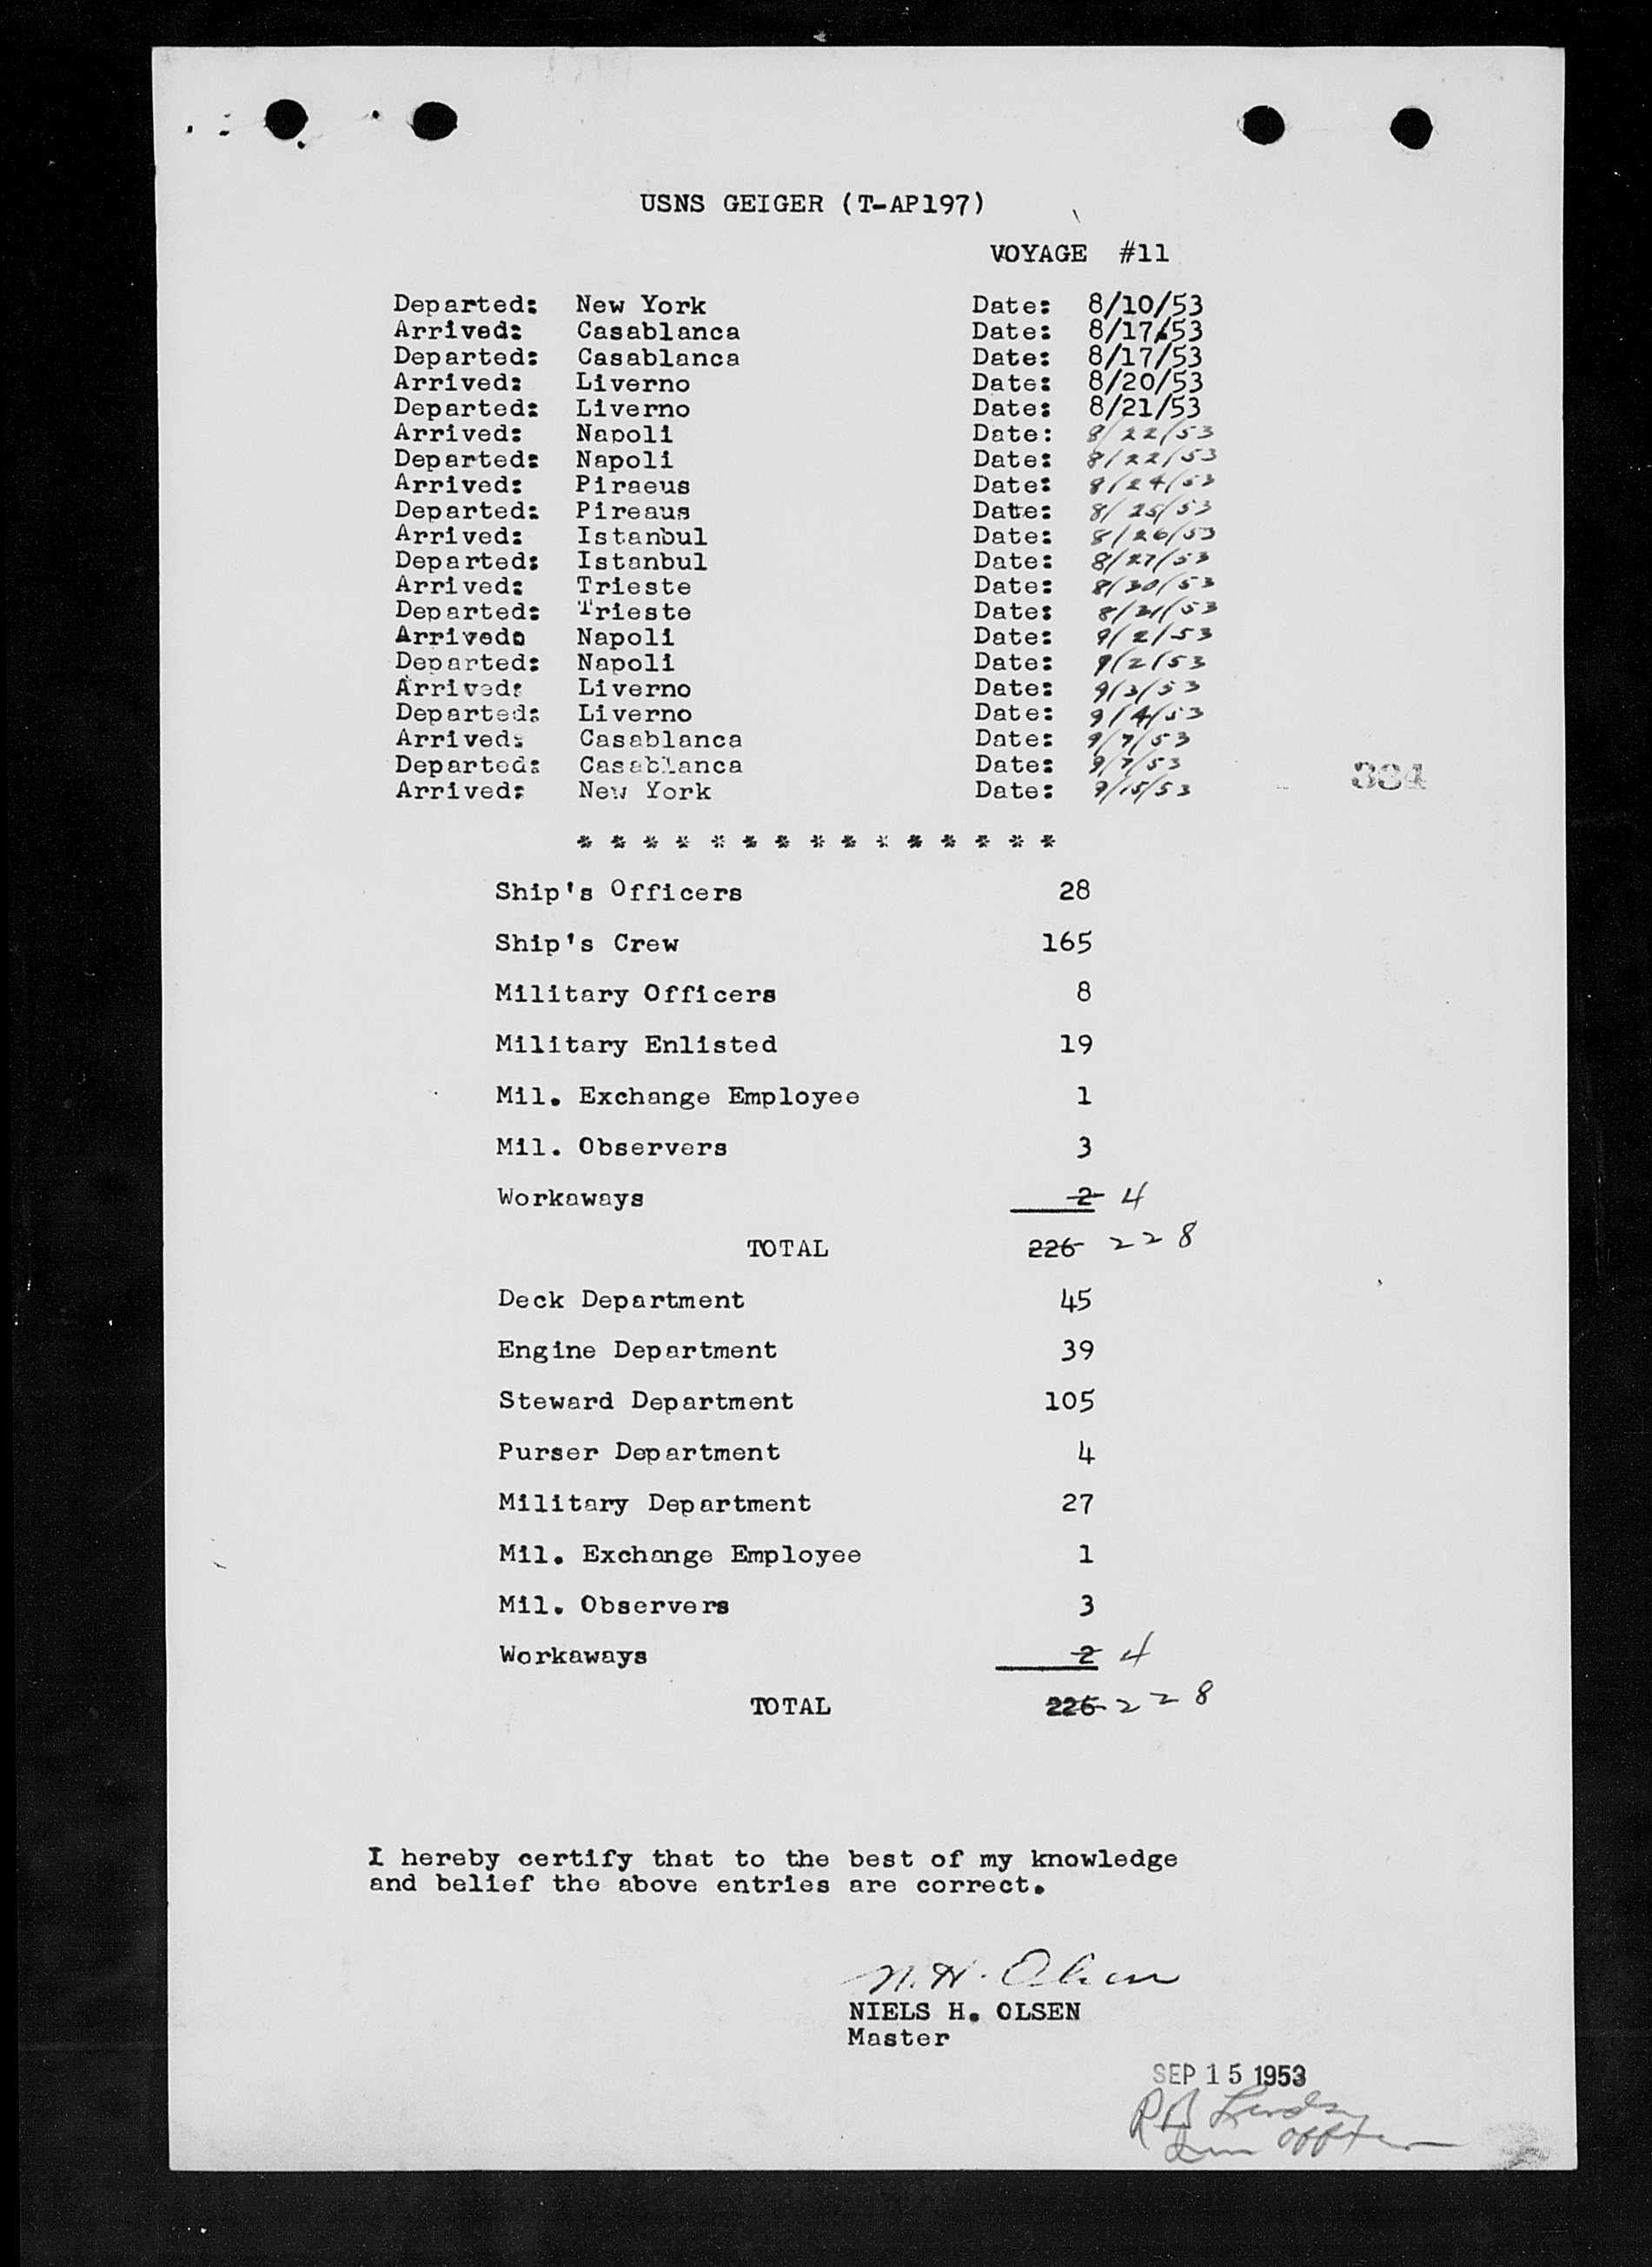 USNS GEIGER (T-AP197)
VOYAGE #11
Departed: New York Date: 8/10/53
Arrived: Casablanca Date: 8/17/53
Departed: Casablanca Date: 8/17/53
Arrived: Liverno Date: 8/20/53
Departed: Liverno Date: 8/21/53
Arrived: Napoli Date: 8/22/53
Departed: Napoli Date: 8/22/53
Arrived: Piraeus Date: 8/24/53
Departed: Pireaus Date: 8/25/53
Arrived: Istanbul Date: 8/26/53
Departed: Istanbul Date: 8/27/53
Arrived: Trieste Date: 8/30/53
Departed: Trieste Date: 8/31/53
Arrived: Napoli Date: 9/2/53
Departed: Napoli Date: 9/2/53
Arrived: Liverno Date: 9/3/53
Departed: Liverno Date: 9/4/53
Arrived: Casablanca Date: 9/7/53
Departed: Casablanca Date: 9/7/53
Arrived: New York Date: 9/15/53
* * * * * * * * * * * * * * *
Ship's Officers 28
Ship's Crew 165
Military Officers 8
Military Enlisted 19
Mil. Exchange Employee 1
Mil. Observers 3
Workaways 2 4
TOTAL 226 228
Deck Department 45
Engine Department 39
Steward Department 105
Purser Department 4
Military Department 27
Mil. Exchange Employee 1
Mil. Observers 3
Workaways 2 4
TOTAL 226 228
I hereby certify that to the best of my knowledge
and belief the above entries are correct.
N. H. Olsen
NIELS H. OLSEN
Master
SEP 15 1953